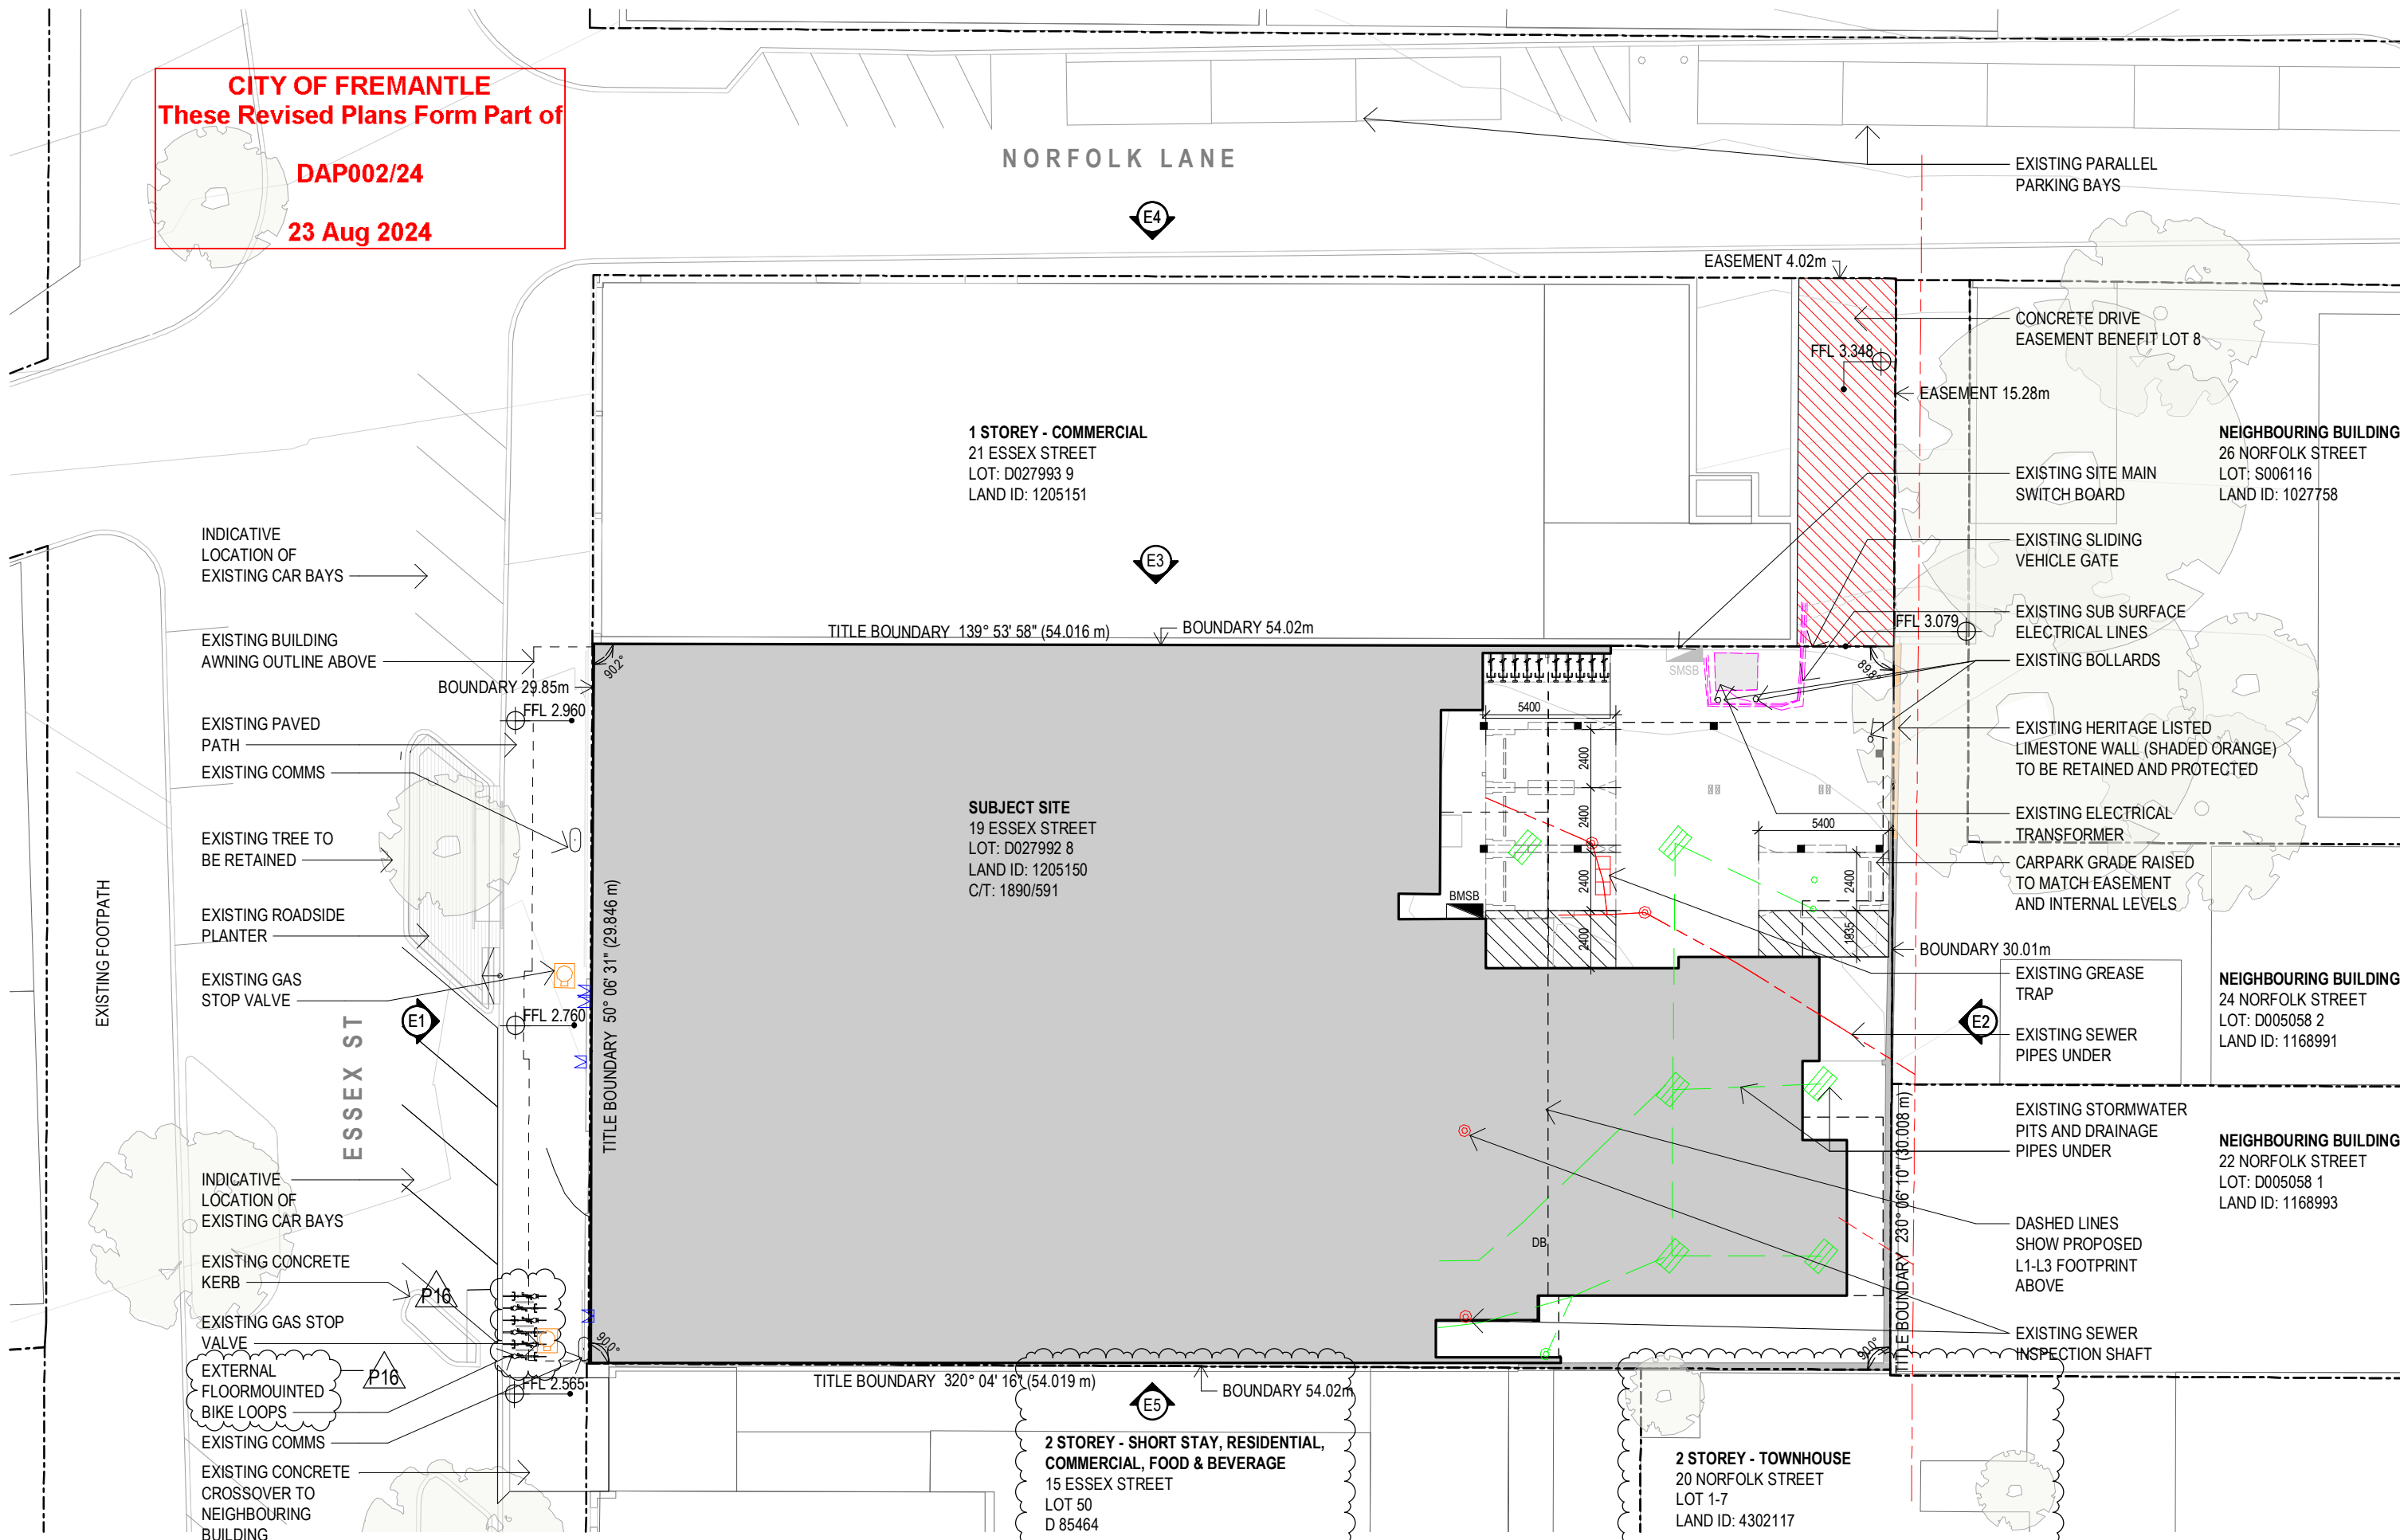 CITY OF FREMANTLE
These Revised Plans Form Part of
DAP002/24
23 Aug 2024
NORFOLK LANE
E4
EXISTING PARALLEL
PARKING BAYS
EASEMENT 4.02m
CONCRETE DRIVE
EASEMENT BENEFIT LOT 8
FFL 3.348
EASEMENT 15.28m
1 STOREY - COMMERCIAL
21 ESSEX STREET
LOT: D027993 9
LAND ID: 1205151
NEIGHBOURING BUILDING
26 NORFOLK STREET
LOT: S006116
LAND ID: 1027758
EXISTING SITE MAIN
SWITCH BOARD
EXISTING SLIDING
VEHICLE GATE
EXISTING SUB SURFACE
ELECTRICAL LINES
FFL 3.079
EXISTING BOLLARDS
EXISTING HERITAGE LISTED
LIMESTONE WALL (SHADED ORANGE)
TO BE RETAINED AND PROTECTED
EXISTING ELECTRICAL
TRANSFORMER
CARPARK GRADE RAISED
TO MATCH EASEMENT
AND INTERNAL LEVELS
BOUNDARY 30.01m
EXISTING GREASE
TRAP
EXISTING SEWER
PIPES UNDER
EXISTING STORMWATER
PITS AND DRAINAGE
PIPES UNDER
DASHED LINES
SHOW PROPOSED
L1-L3 FOOTPRINT
ABOVE
EXISTING SEWER
INSPECTION SHAFT
NEIGHBOURING BUILDING
24 NORFOLK STREET
LOT: D005058 2
LAND ID: 1168991
NEIGHBOURING BUILDING
22 NORFOLK STREET
LOT: D005058 1
LAND ID: 1168993
E3
TITLE BOUNDARY 139° 53' 58" (54.016 m)
BOUNDARY 54.02m
90.2°
89.8°
SMSB
5400
2400
2400
2400
2400
5400
2400
1835
BMSB
SUBJECT SITE
19 ESSEX STREET
LOT: D027992 8
LAND ID: 1205150
C/T: 1890/591
E2
DB
TITLE BOUNDARY 230° 06' 10" (30.008 m)
TITLE BOUNDARY 50° 06' 31" (29.846 m)
90.0°
90.0°
TITLE BOUNDARY 320° 04' 16" (54.019 m)
BOUNDARY 54.02m
E5
2 STOREY - SHORT STAY, RESIDENTIAL,
COMMERCIAL, FOOD & BEVERAGE
15 ESSEX STREET
LOT 50
D 85464
2 STOREY - TOWNHOUSE
20 NORFOLK STREET
LOT 1-7
LAND ID: 4302117
INDICATIVE
LOCATION OF
EXISTING CAR BAYS
EXISTING BUILDING
AWNING OUTLINE ABOVE
BOUNDARY 29.85m
FFL 2.960
EXISTING PAVED
PATH
EXISTING COMMS
EXISTING TREE TO
BE RETAINED
EXISTING ROADSIDE
PLANTER
EXISTING GAS
STOP VALVE
FFL 2.760
E1
ESSEX ST
EXISTING FOOTPATH
INDICATIVE
LOCATION OF
EXISTING CAR BAYS
EXISTING CONCRETE
KERB
P16
EXISTING GAS STOP
VALVE
EXTERNAL
FLOORMOUINTED
BIKE LOOPS
P16
FFL 2.565
EXISTING COMMS
EXISTING CONCRETE
CROSSOVER TO
NEIGHBOURING
BUILDING